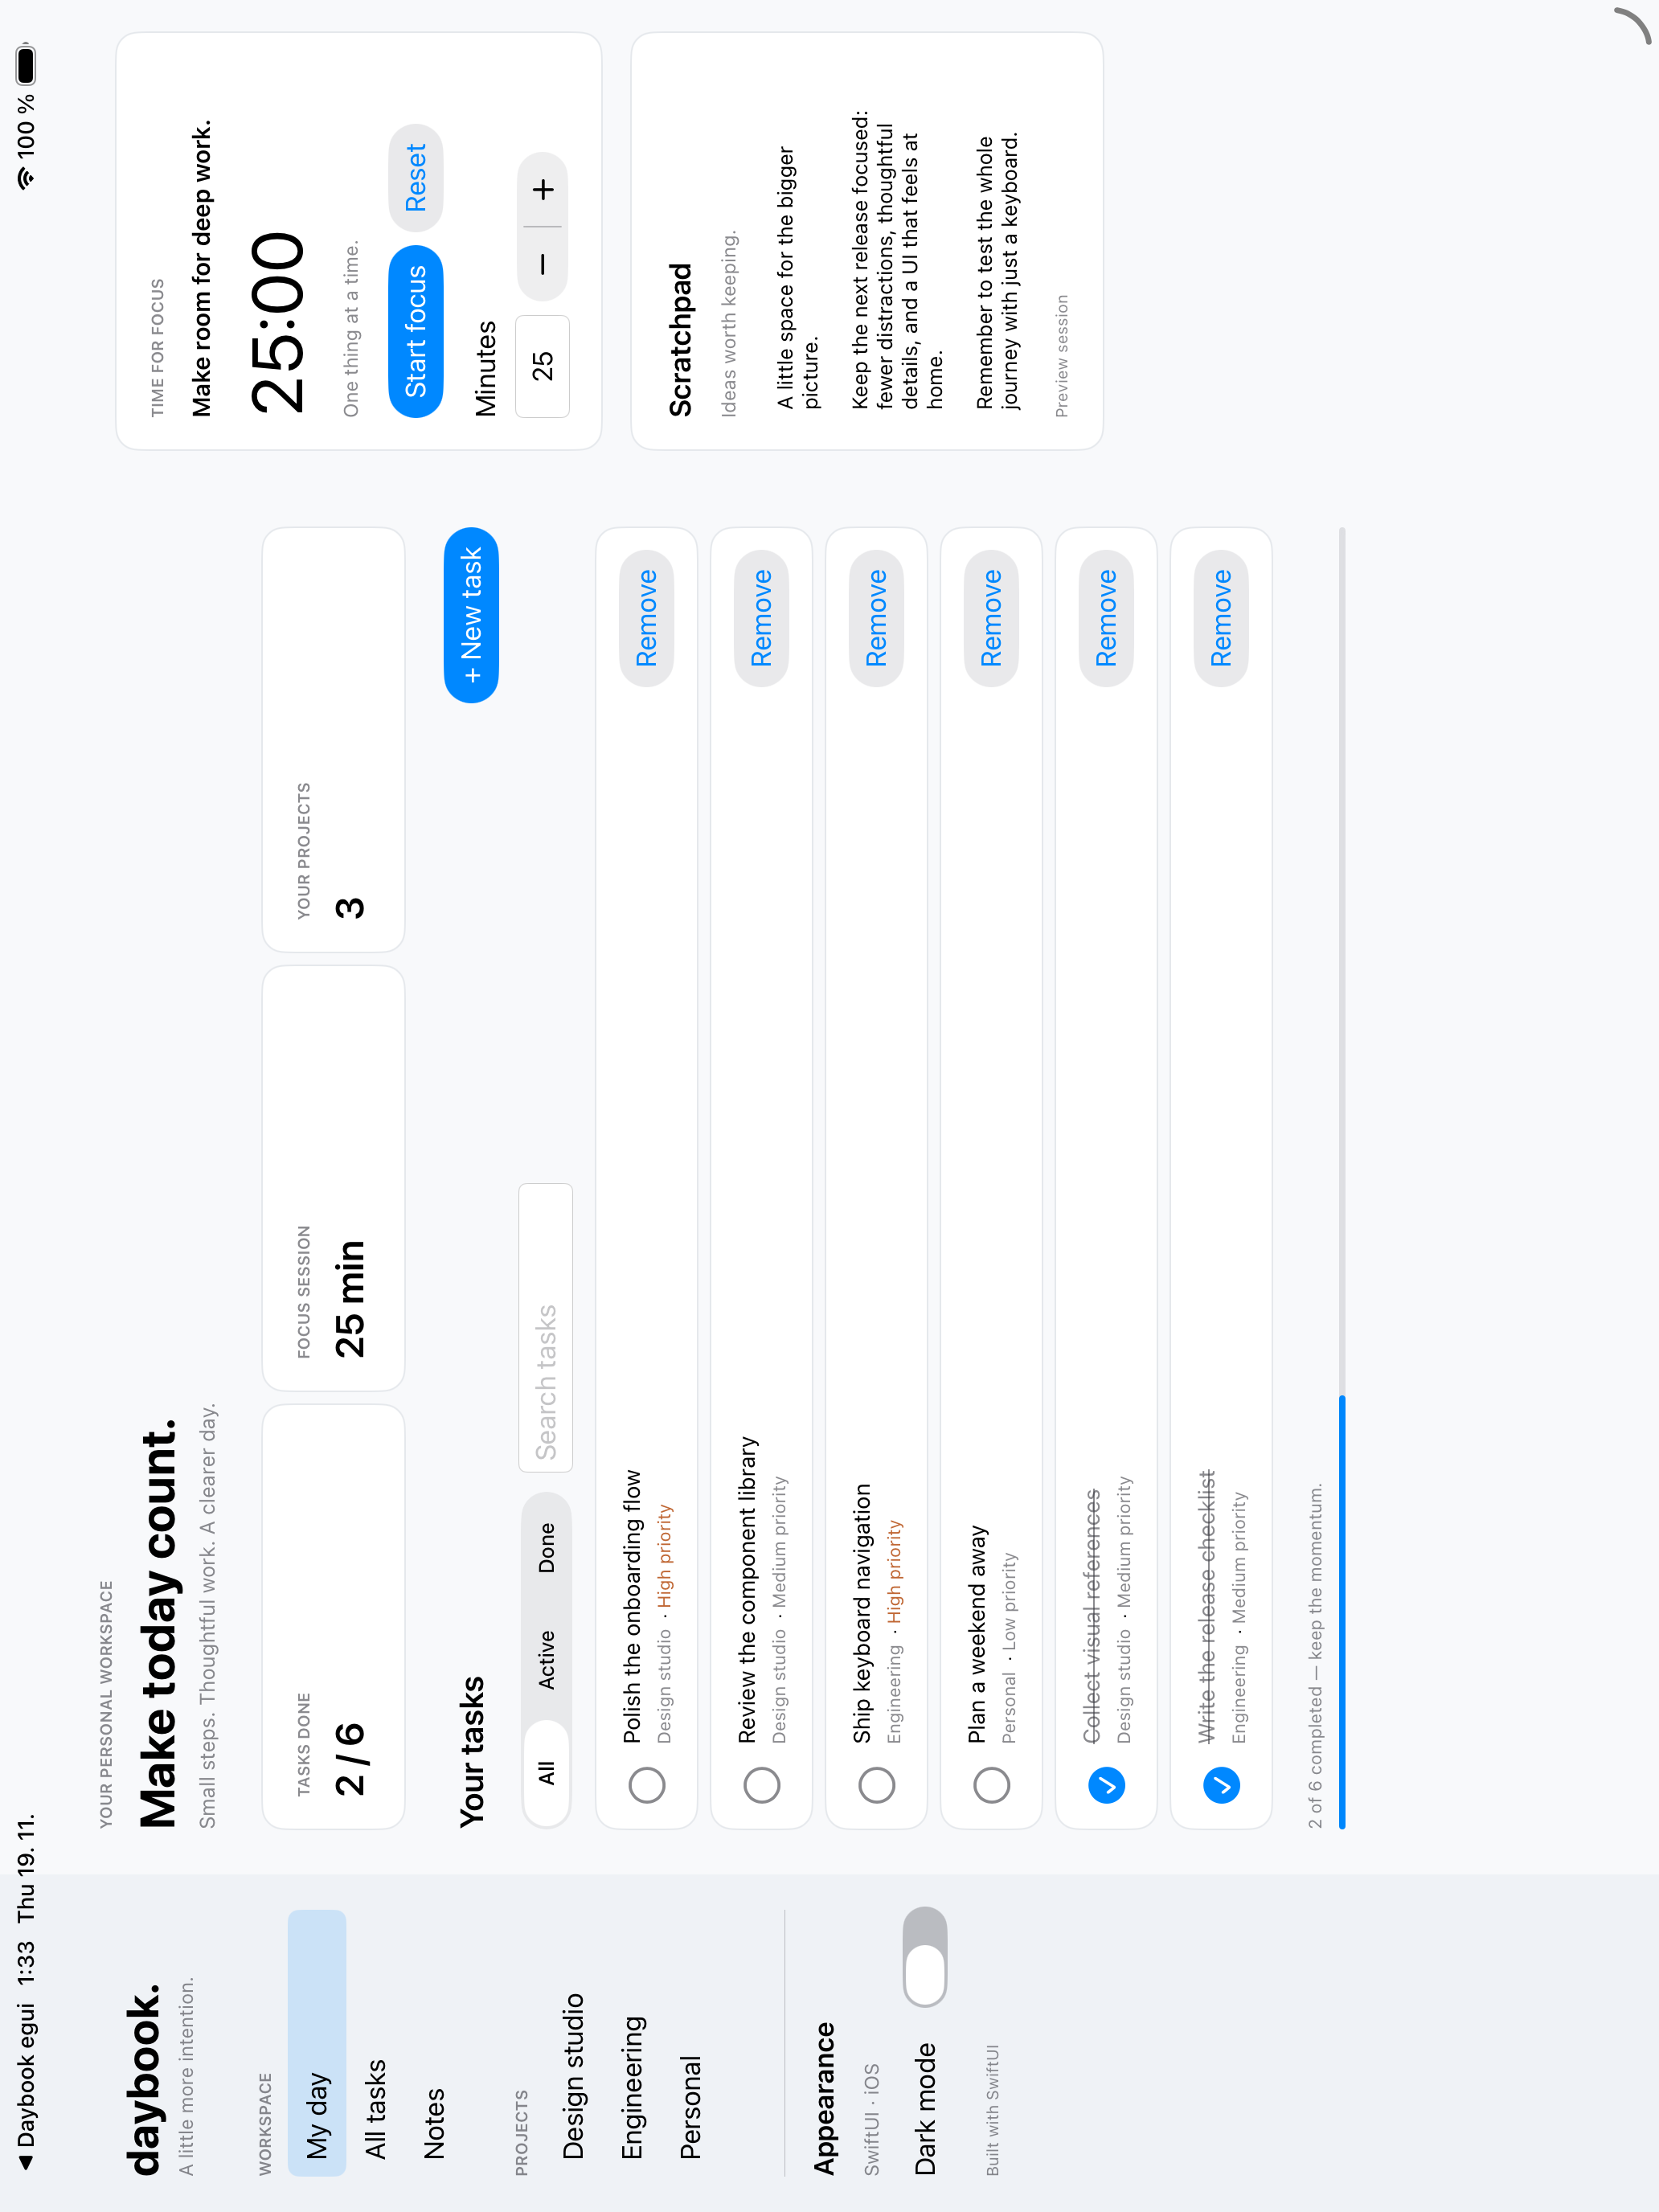 ◀ Daybook egui 1:33 Thu 19. 11.
100 %
daybook.
A little more intention.
WORKSPACE
My day
All tasks
Notes
PROJECTS
Design studio
Engineering
Personal
Appearance
SwiftUI · iOS
Dark mode
Built with SwiftUI
YOUR PERSONAL WORKSPACE
Make today count.
Small steps. Thoughtful work. A clearer day.
TASKS DONE
2 / 6
FOCUS SESSION
25 min
YOUR PROJECTS
3
Your tasks
+ New task
All Active Done
Search tasks
Polish the onboarding flow
Design studio · High priority
Remove
Review the component library
Design studio · Medium priority
Remove
Ship keyboard navigation
Engineering · High priority
Remove
Plan a weekend away
Personal · Low priority
Remove
Collect visual references
Design studio · Medium priority
Remove
Write the release checklist
Engineering · Medium priority
Remove
2 of 6 completed — keep the momentum.
TIME FOR FOCUS
Make room for deep work.
25:00
One thing at a time.
Start focus Reset
Minutes
25 − +
Scratchpad
Ideas worth keeping.
A little space for the bigger
picture.
Keep the next release focused:
fewer distractions, thoughtful
details, and a UI that feels at
home.
Remember to test the whole
journey with just a keyboard.
Preview session